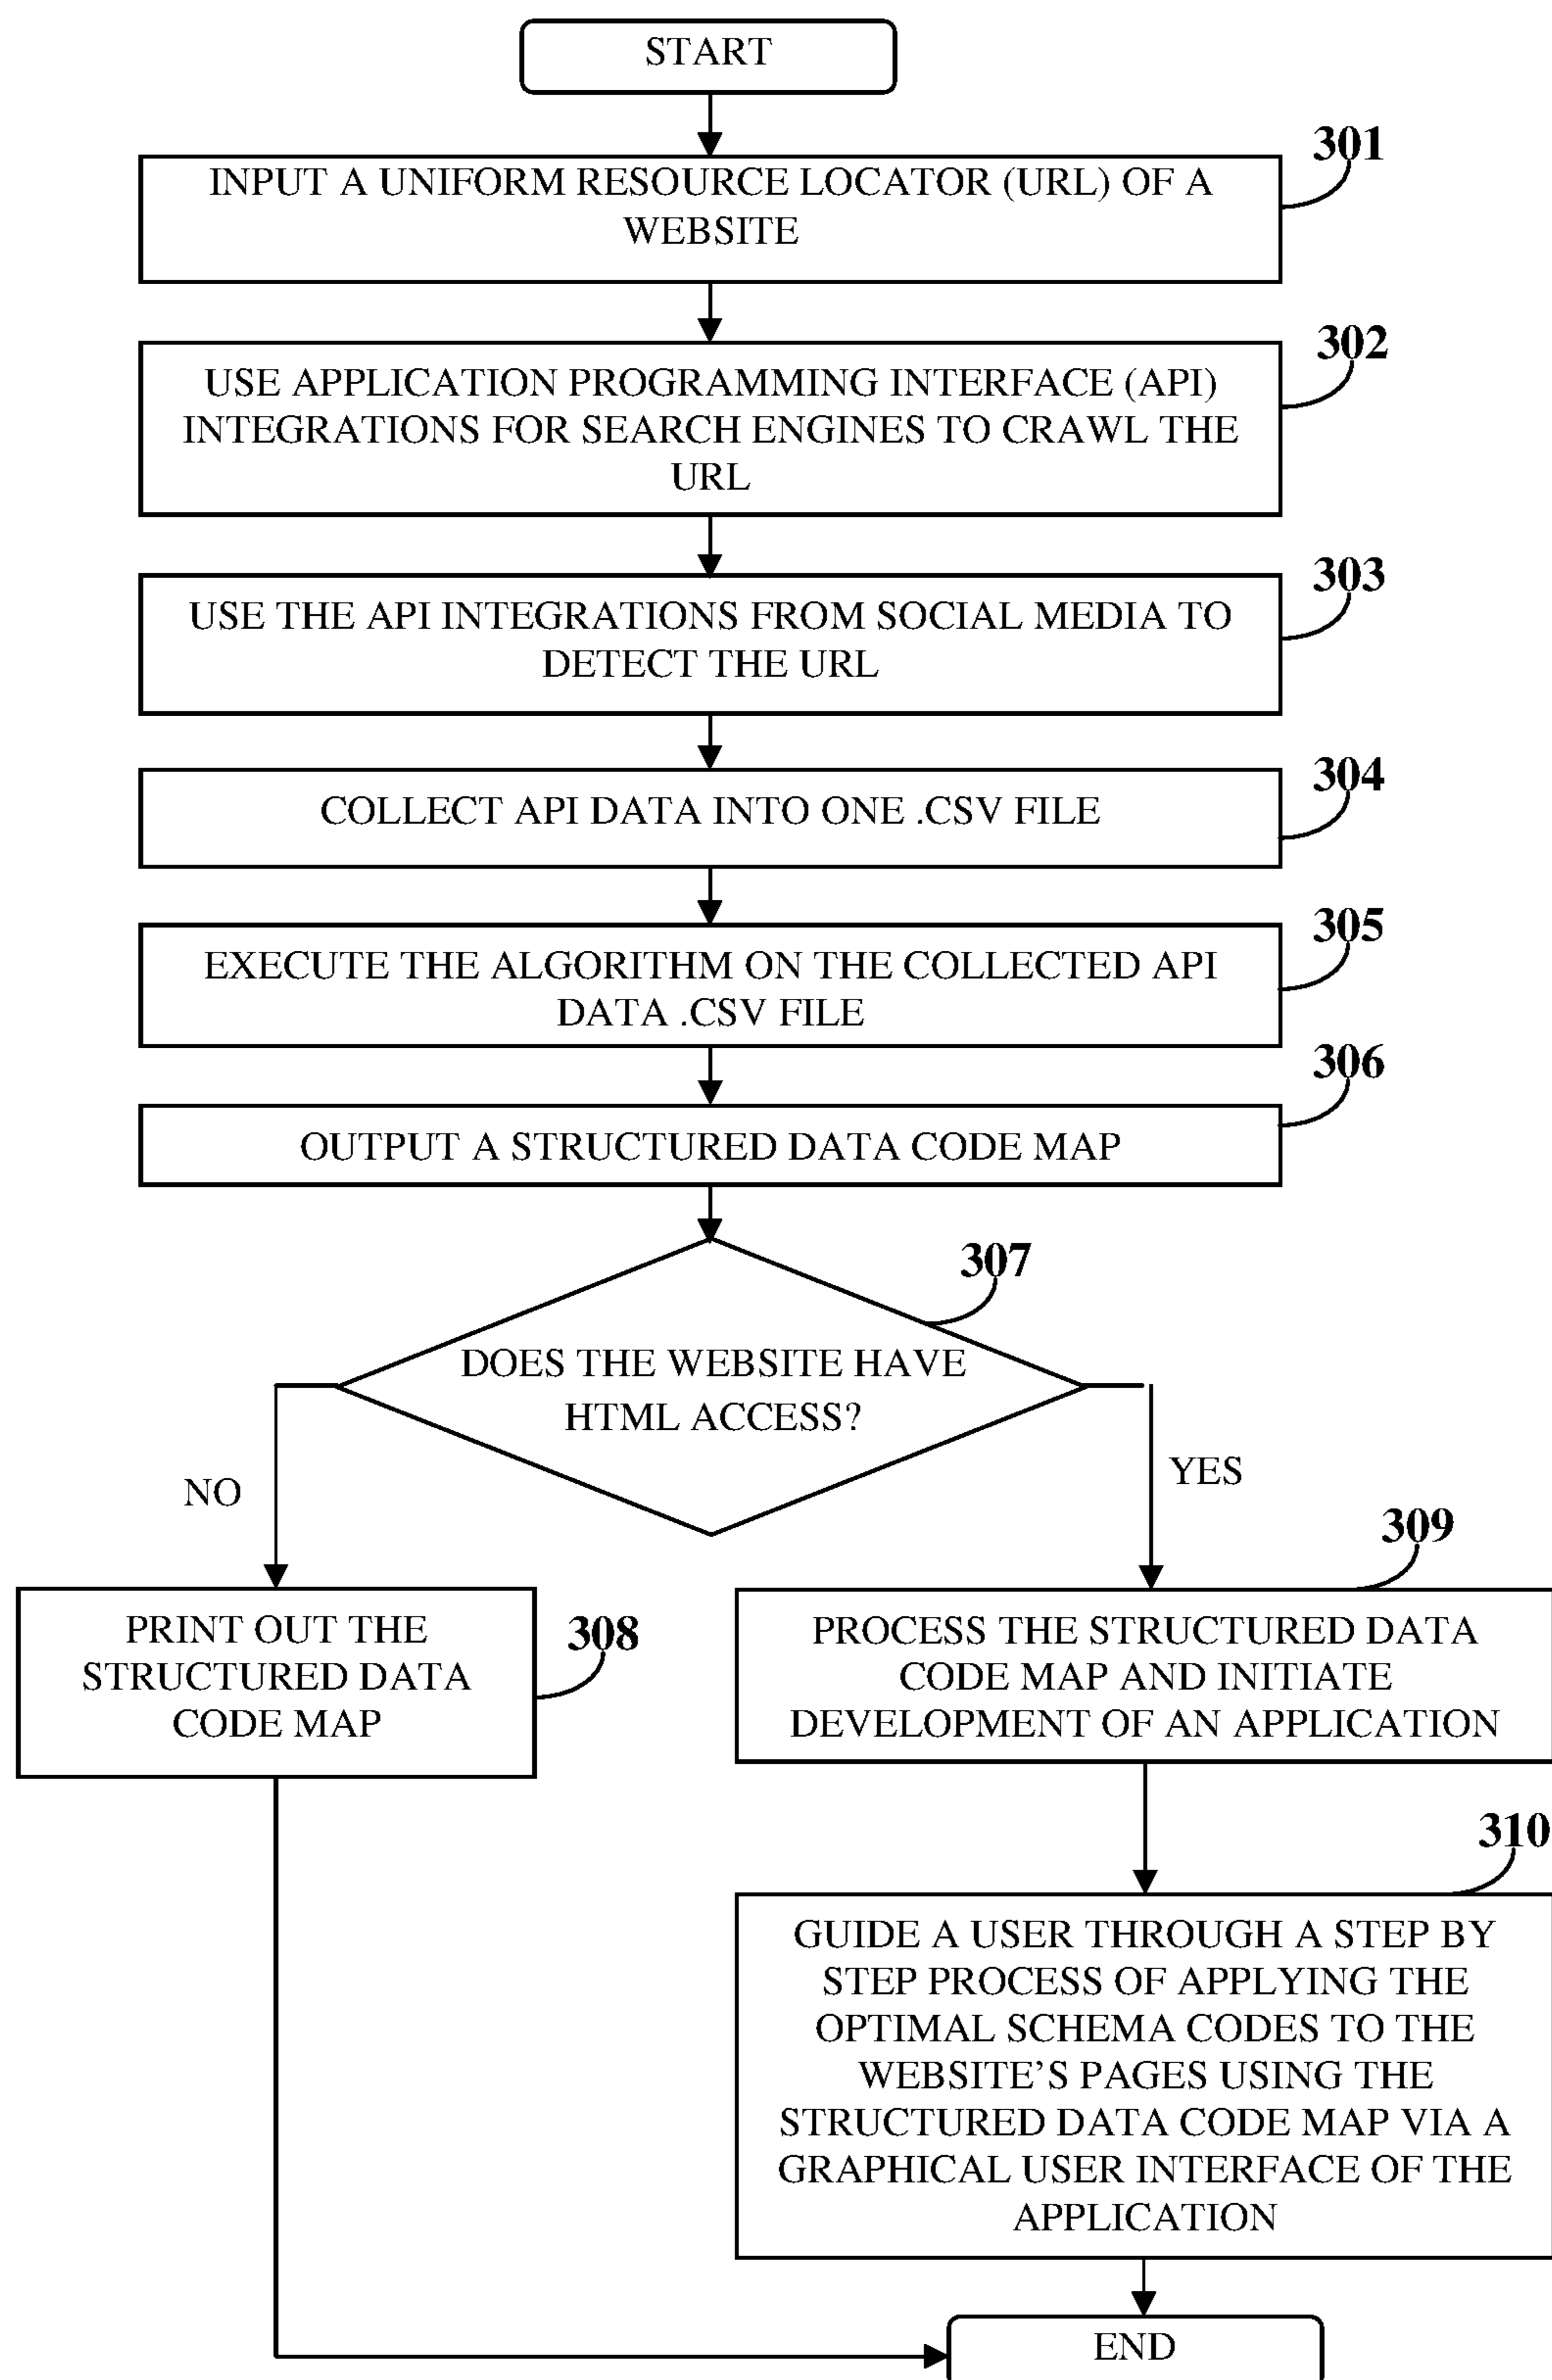 START
301
INPUT A UNIFORM RESOURCE LOCATOR (URL) OF A
WEBSITE
302
USE APPLICATION PROGRAMMING INTERFACE (API)
INTEGRATIONS FOR SEARCH ENGINES TO CRAWL THE
URL
303
USE THE API INTEGRATIONS FROM SOCIAL MEDIA TO
DETECT THE URL
304
COLLECT API DATA INTO ONE .CSV FILE
305
EXECUTE THE ALGORITHM ON THE COLLECTED API
DATA .CSV FILE
306
OUTPUT A STRUCTURED DATA CODE MAP
307
DOES THE WEBSITE HAVE
HTML ACCESS?
NO
YES
308
PRINT OUT THE
STRUCTURED DATA
CODE MAP
309
PROCESS THE STRUCTURED DATA
CODE MAP AND INITIATE
DEVELOPMENT OF AN APPLICATION
310
GUIDE A USER THROUGH A STEP BY
STEP PROCESS OF APPLYING THE
OPTIMAL SCHEMA CODES TO THE
WEBSITE’S PAGES USING THE
STRUCTURED DATA CODE MAP VIA A
GRAPHICAL USER INTERFACE OF THE
APPLICATION
END